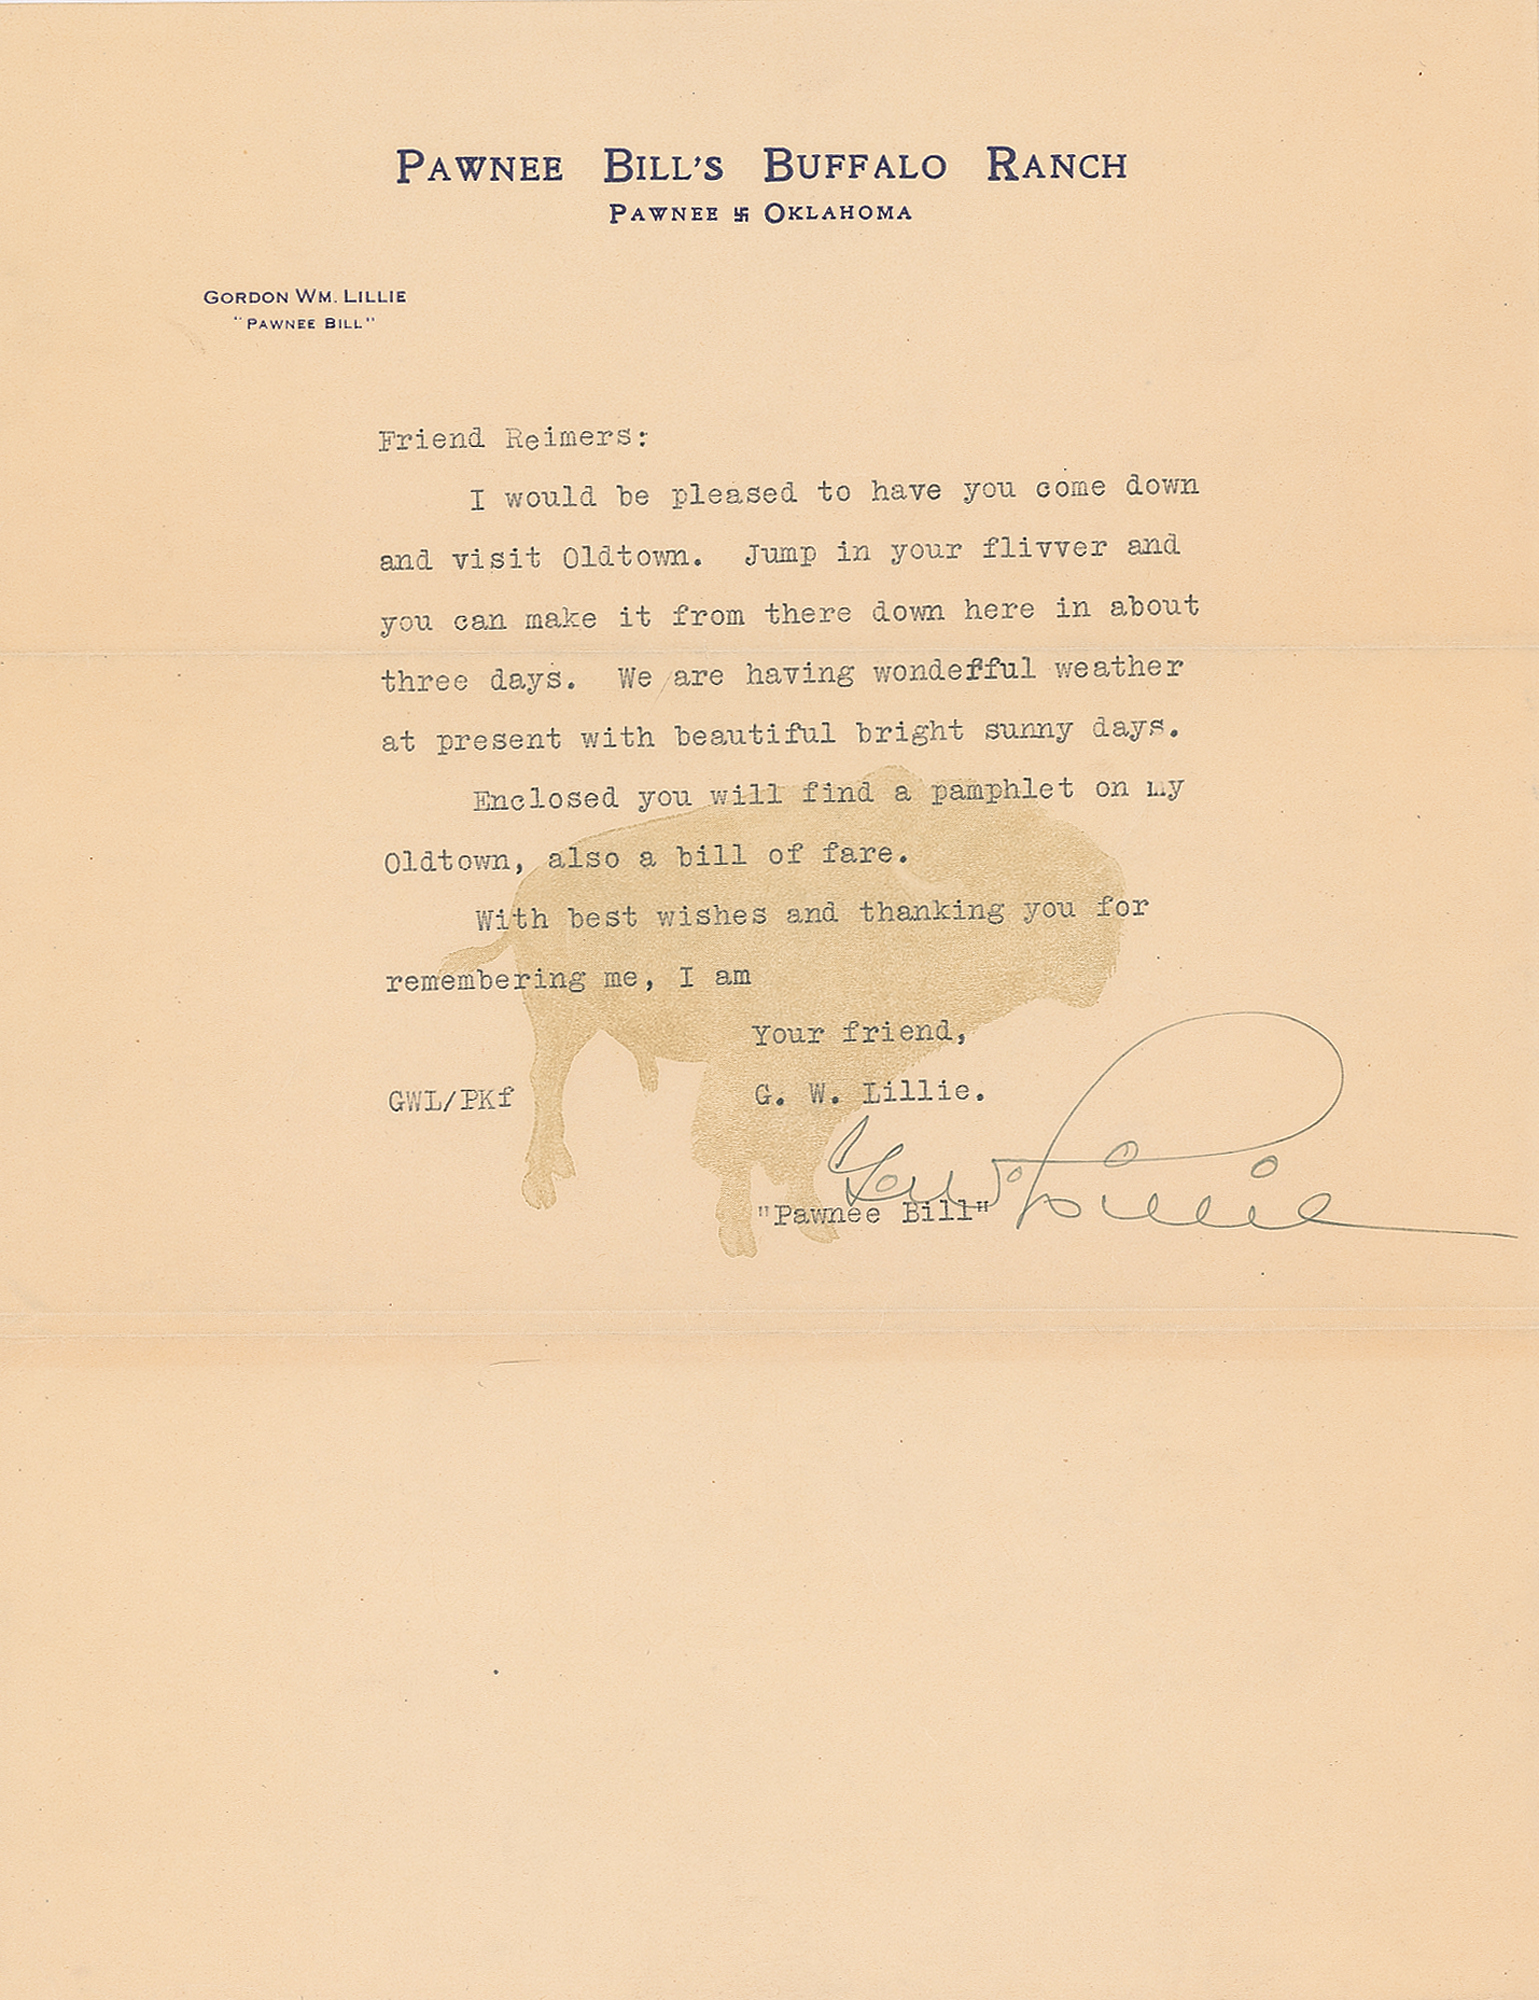 PAWNEE BILL'S BUFFALO RANCH
PAWNEE 卐 OKLAHOMA
GORDON WM. LILLIE
"PAWNEE BILL"
Friend Reimers:
I would be pleased to have you come down
and visit Oldtown. Jump in your flivver and
you can make it from there down here in about
three days. We are having wondefful weather
at present with beautiful bright sunny days.
Enclosed you will find a pamphlet on my
Oldtown, also a bill of fare.
With best wishes and thanking you for
remembering me, I am
Your friend,
GWL/PKf G. W. Lillie.
Gord W Lillie
"Pawnee Bill"